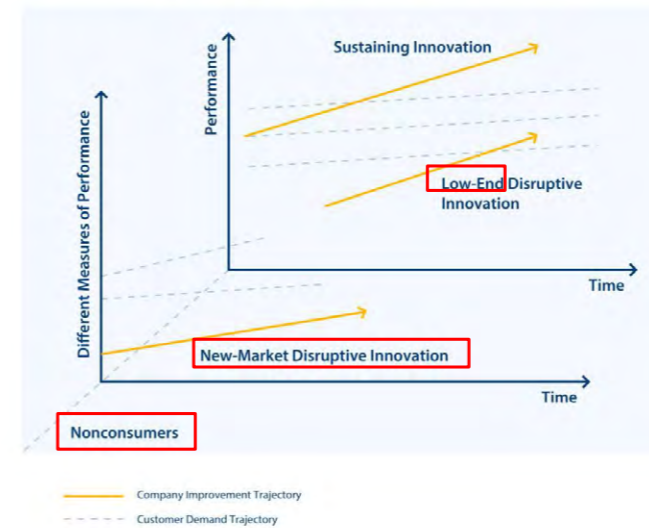 Sustaining Innovation
Performance
Low-End Disruptive
Innovation
Time
Different Measures of Performance
New-Market Disruptive Innovation
Time
Nonconsumers
Company Improvement Trajectory
Customer Demand Trajectory